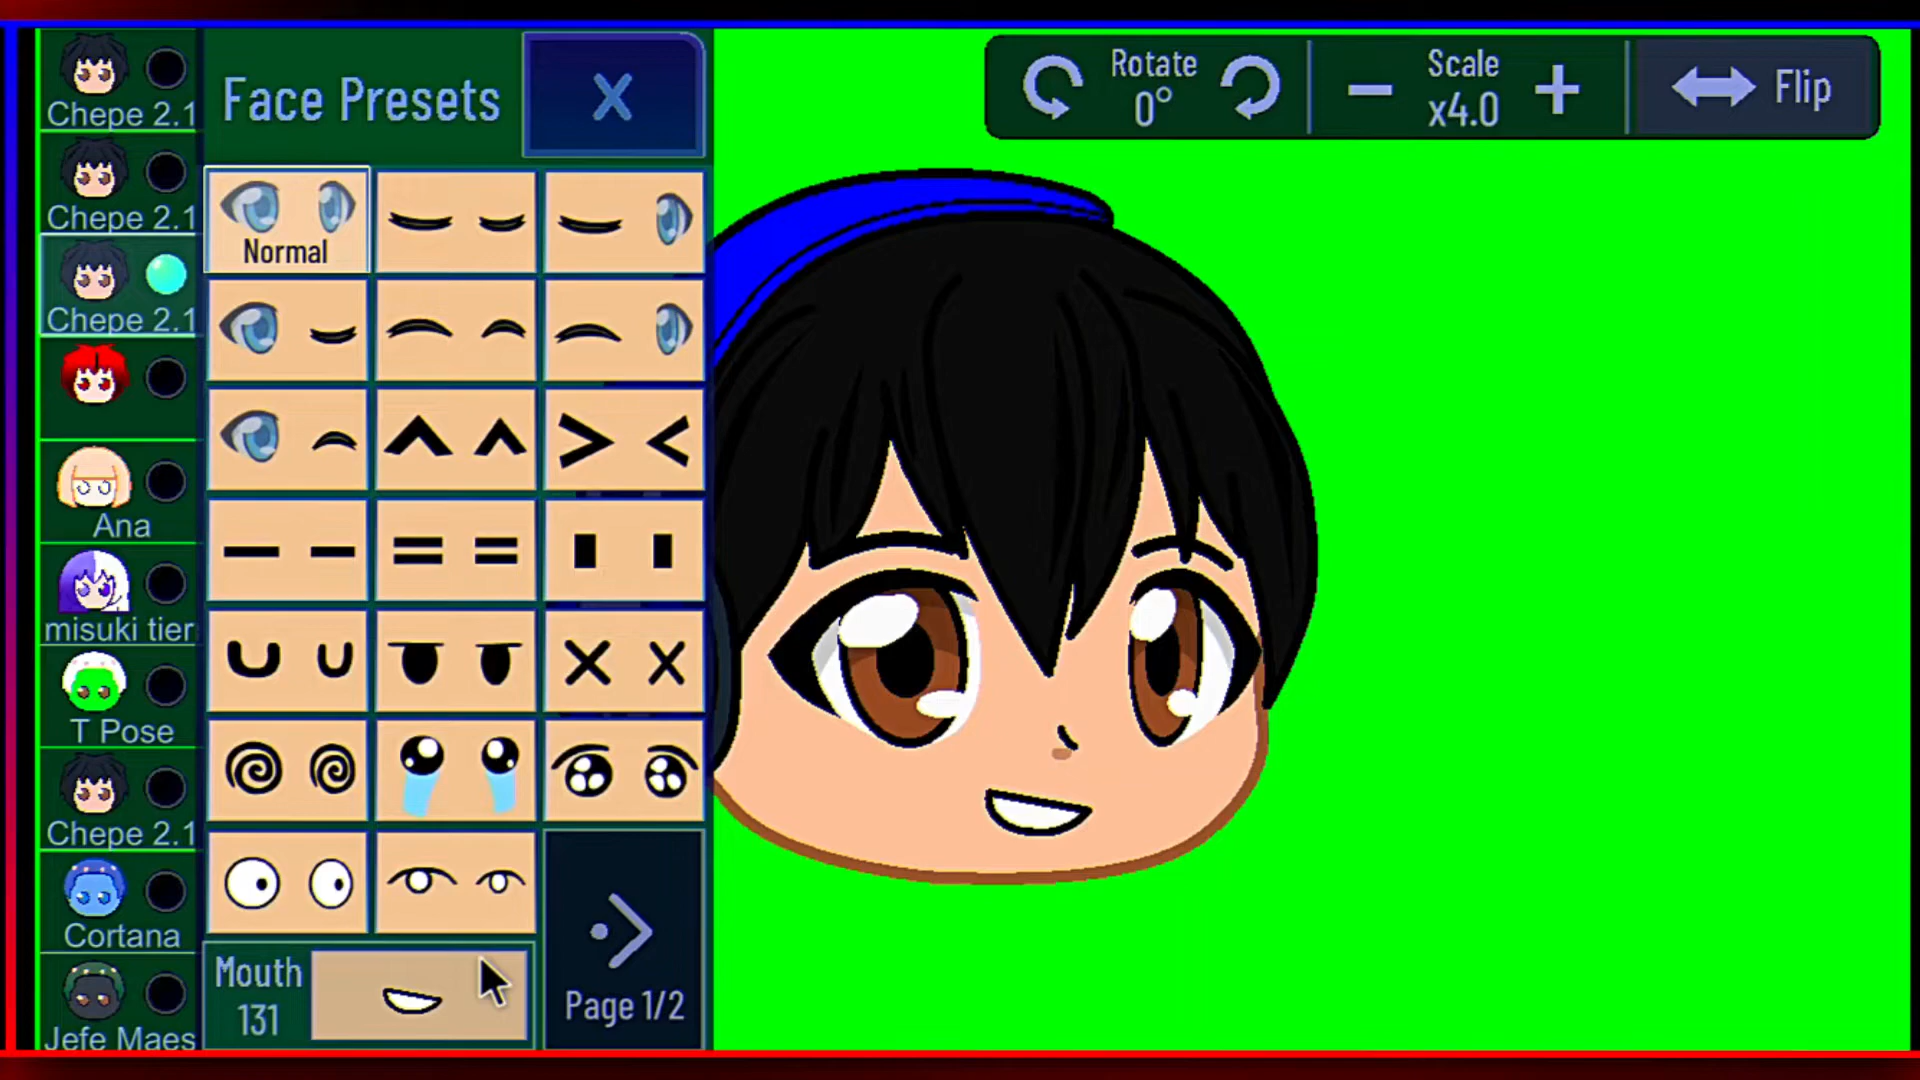 Chepe 2.1
Chepe 2.1
Chepe 2.1
Ana
misuki tier
T Pose
Chepe 2.1
Cortana
Jefe Maes
Face Presets
X
Normal
Mouth
131
Page 1/2
Rotate
0°
Scale
x4.0
Flip